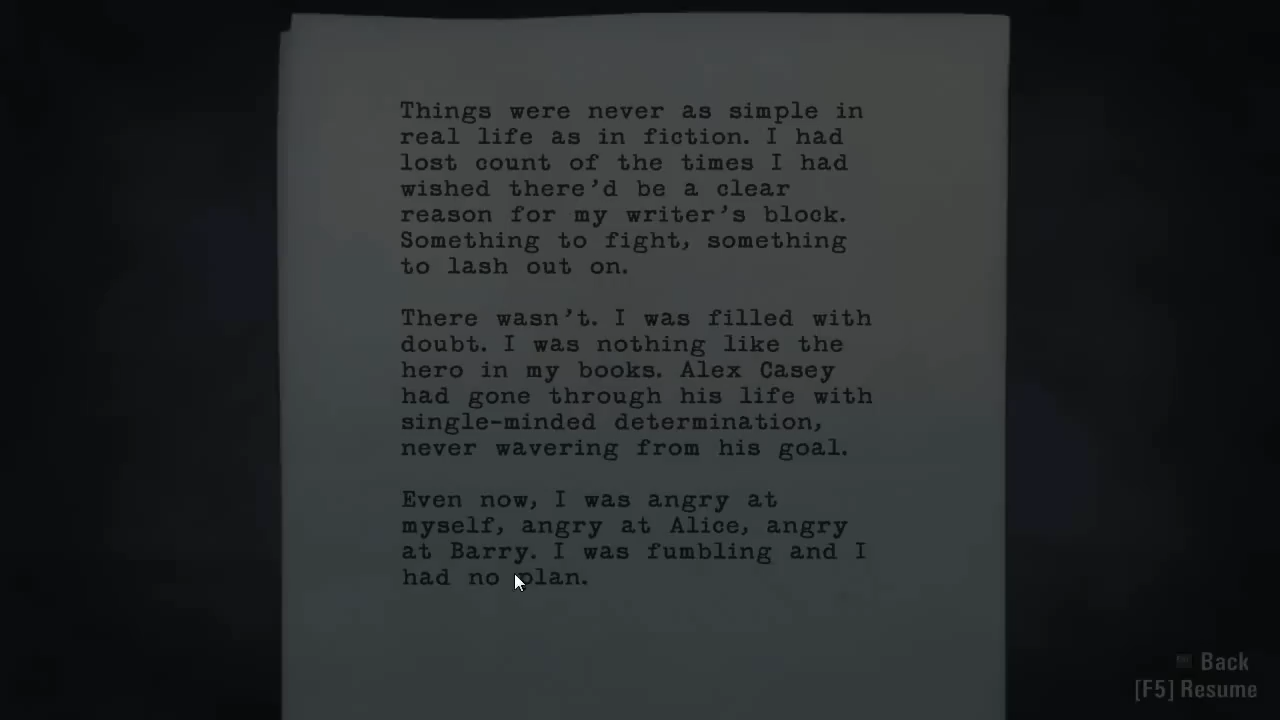 Things were never as simple in
real life as in fiction. I had
lost count of the times I had
wished there'd be a clear
reason for my writer's block.
Something to fight, something
to lash out on.
There wasn't. I was filled with
doubt. I was nothing like the
hero in my books. Alex Casey
had gone through his life with
single-minded determination,
never wavering from his goal.
Even now, I was angry at
myself, angry at Alice, angry
at Barry. I was fumbling and I
had no plan.
Back
[F5] Resume